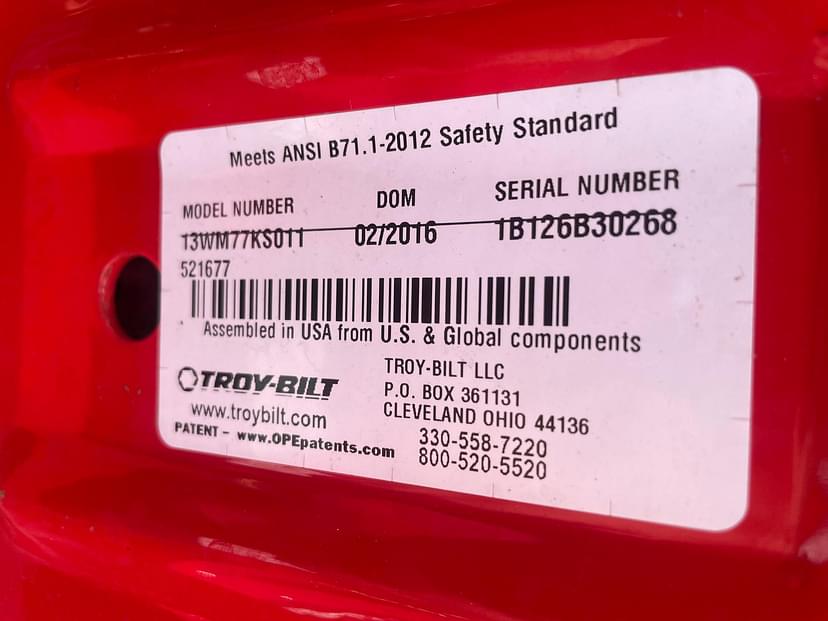 Meets ANSI B71.1-2012 Safety Standard
MODEL NUMBER DOM SERIAL NUMBER
13WM77KS011 02/2016 1B126B30268
521677
Assembled in USA from U.S. & Global components
TROY-BILT
www.troybilt.com
PATENT - www.OPEpatents.com
TROY-BILT LLC
P.O. BOX 361131
CLEVELAND OHIO 44136
330-558-7220
800-520-5520